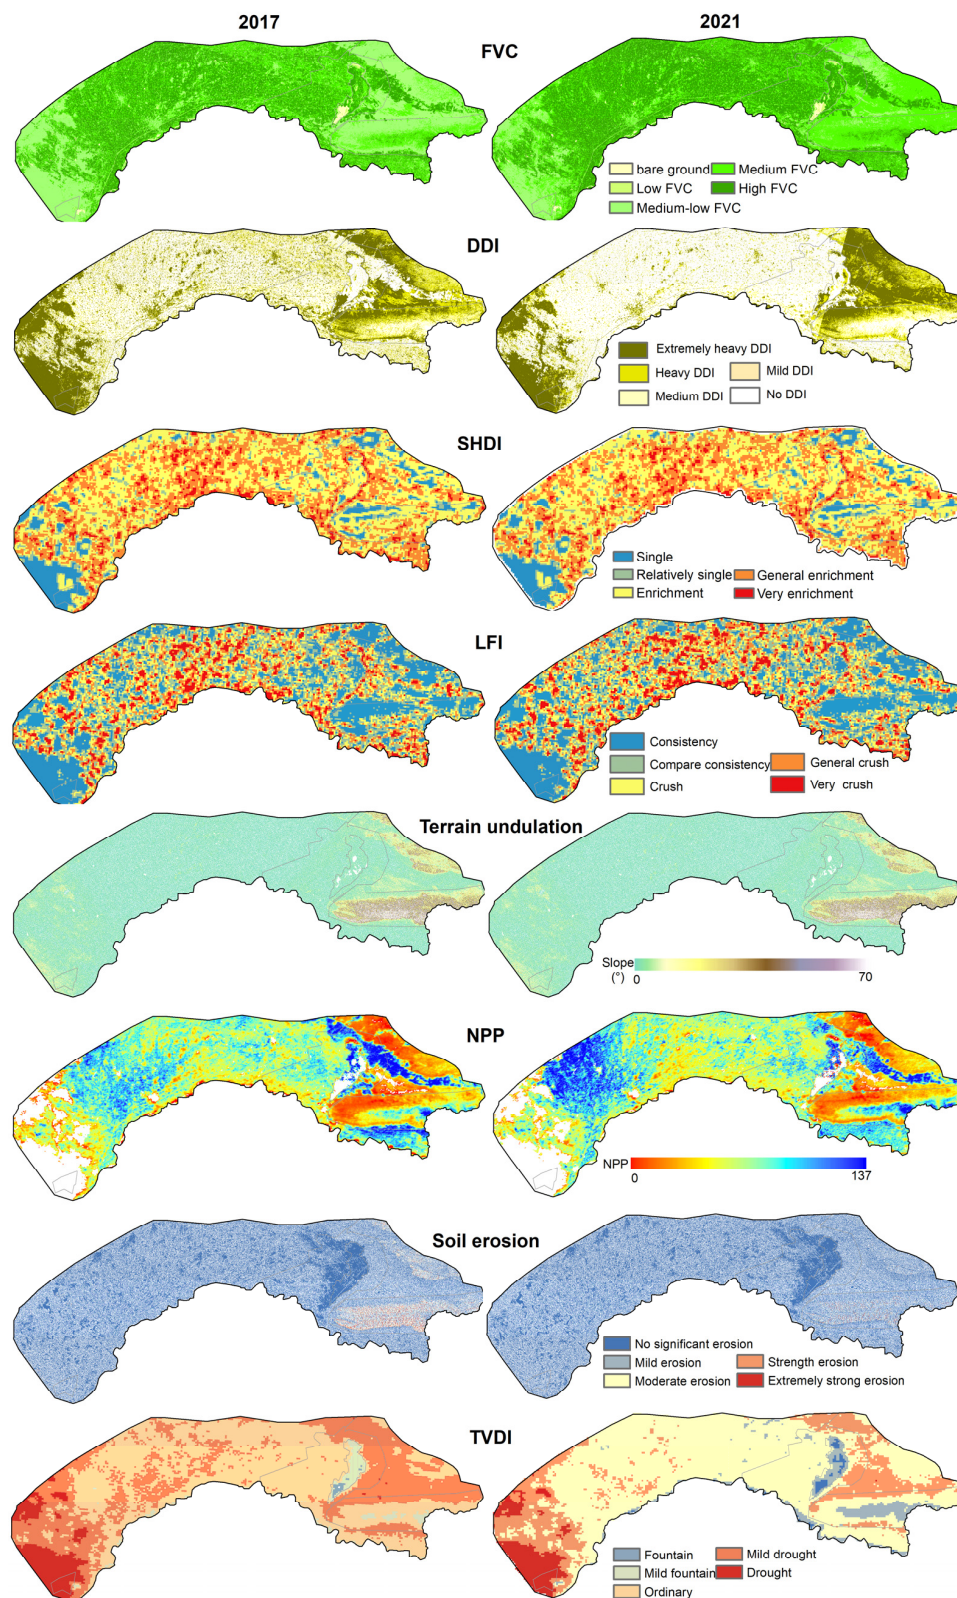 2017 2021
FVC
bare ground Medium FVC
Low FVC High FVC
Medium-low FVC
DDI
Extremely heavy DDI
Heavy DDI Mild DDI
Medium DDI No DDI
SHDI
Single
Relatively single General enrichment
Enrichment Very enrichment
LFI
Consistency
Compare consistency General crush
Crush Very crush
Terrain undulation
Slope
(°) 0 70
NPP
NPP
0 137
Soil erosion
No significant erosion
Mild erosion Strength erosion
Moderate erosion Extremely strong erosion
TVDI
Fountain Mild drought
Mild fountain Drought
Ordinary